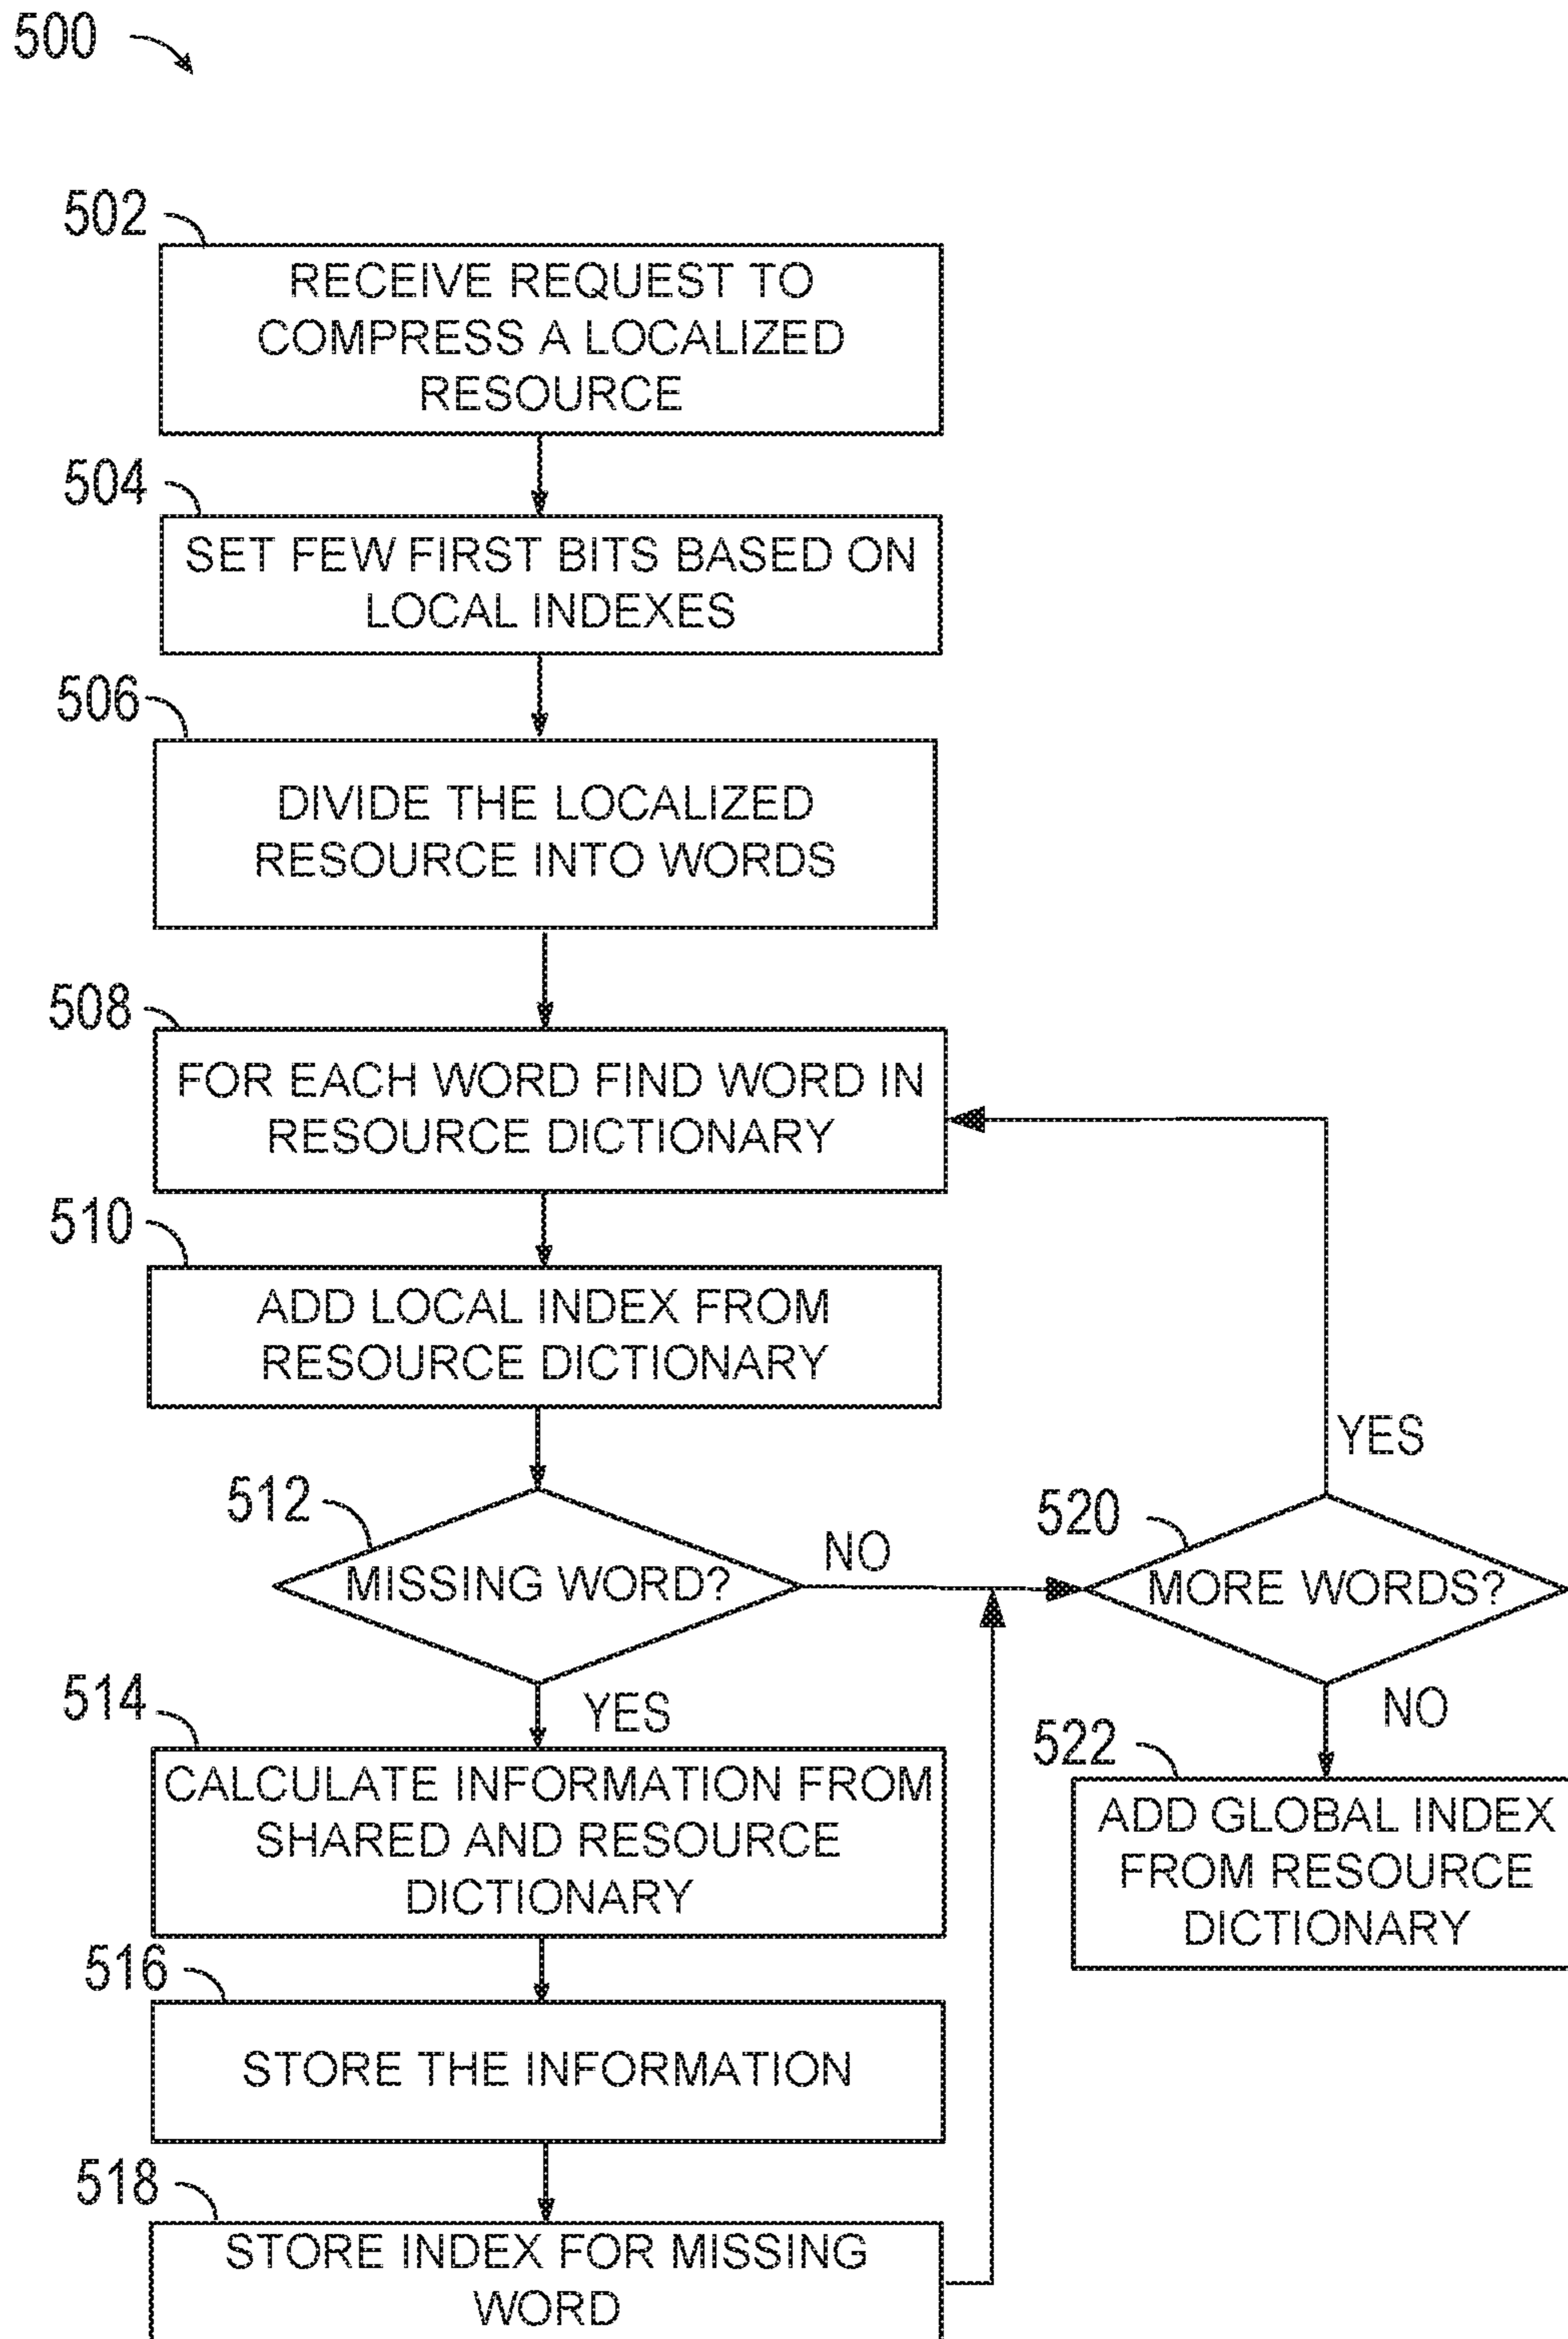 500
502
RECEIVE REQUEST TO
COMPRESS A LOCALIZED
RESOURCE
504
SET FEW FIRST BITS BASED ON
LOCAL INDEXES
506
DIVIDE THE LOCALIZED
RESOURCE INTO WORDS
508
FOR EACH WORD FIND WORD IN
RESOURCE DICTIONARY
510
ADD LOCAL INDEX FROM
RESOURCE DICTIONARY
YES
512
520
NO
MISSING WORD?
MORE WORDS?
514
YES
NO
522
CALCULATE INFORMATION FROM
SHARED AND RESOURCE
DICTIONARY
ADD GLOBAL INDEX
FROM RESOURCE
DICTIONARY
516
STORE THE INFORMATION
518
STORE INDEX FOR MISSING
WORD